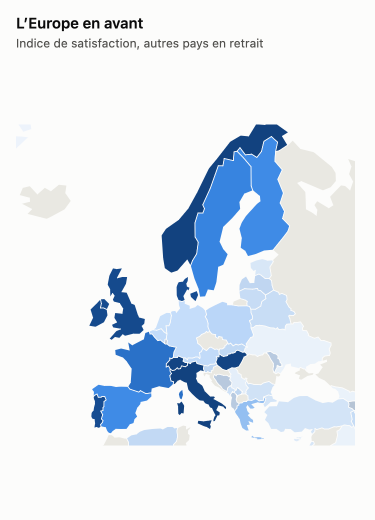 L’Europe en avant
Indice de satisfaction, autres pays en retrait